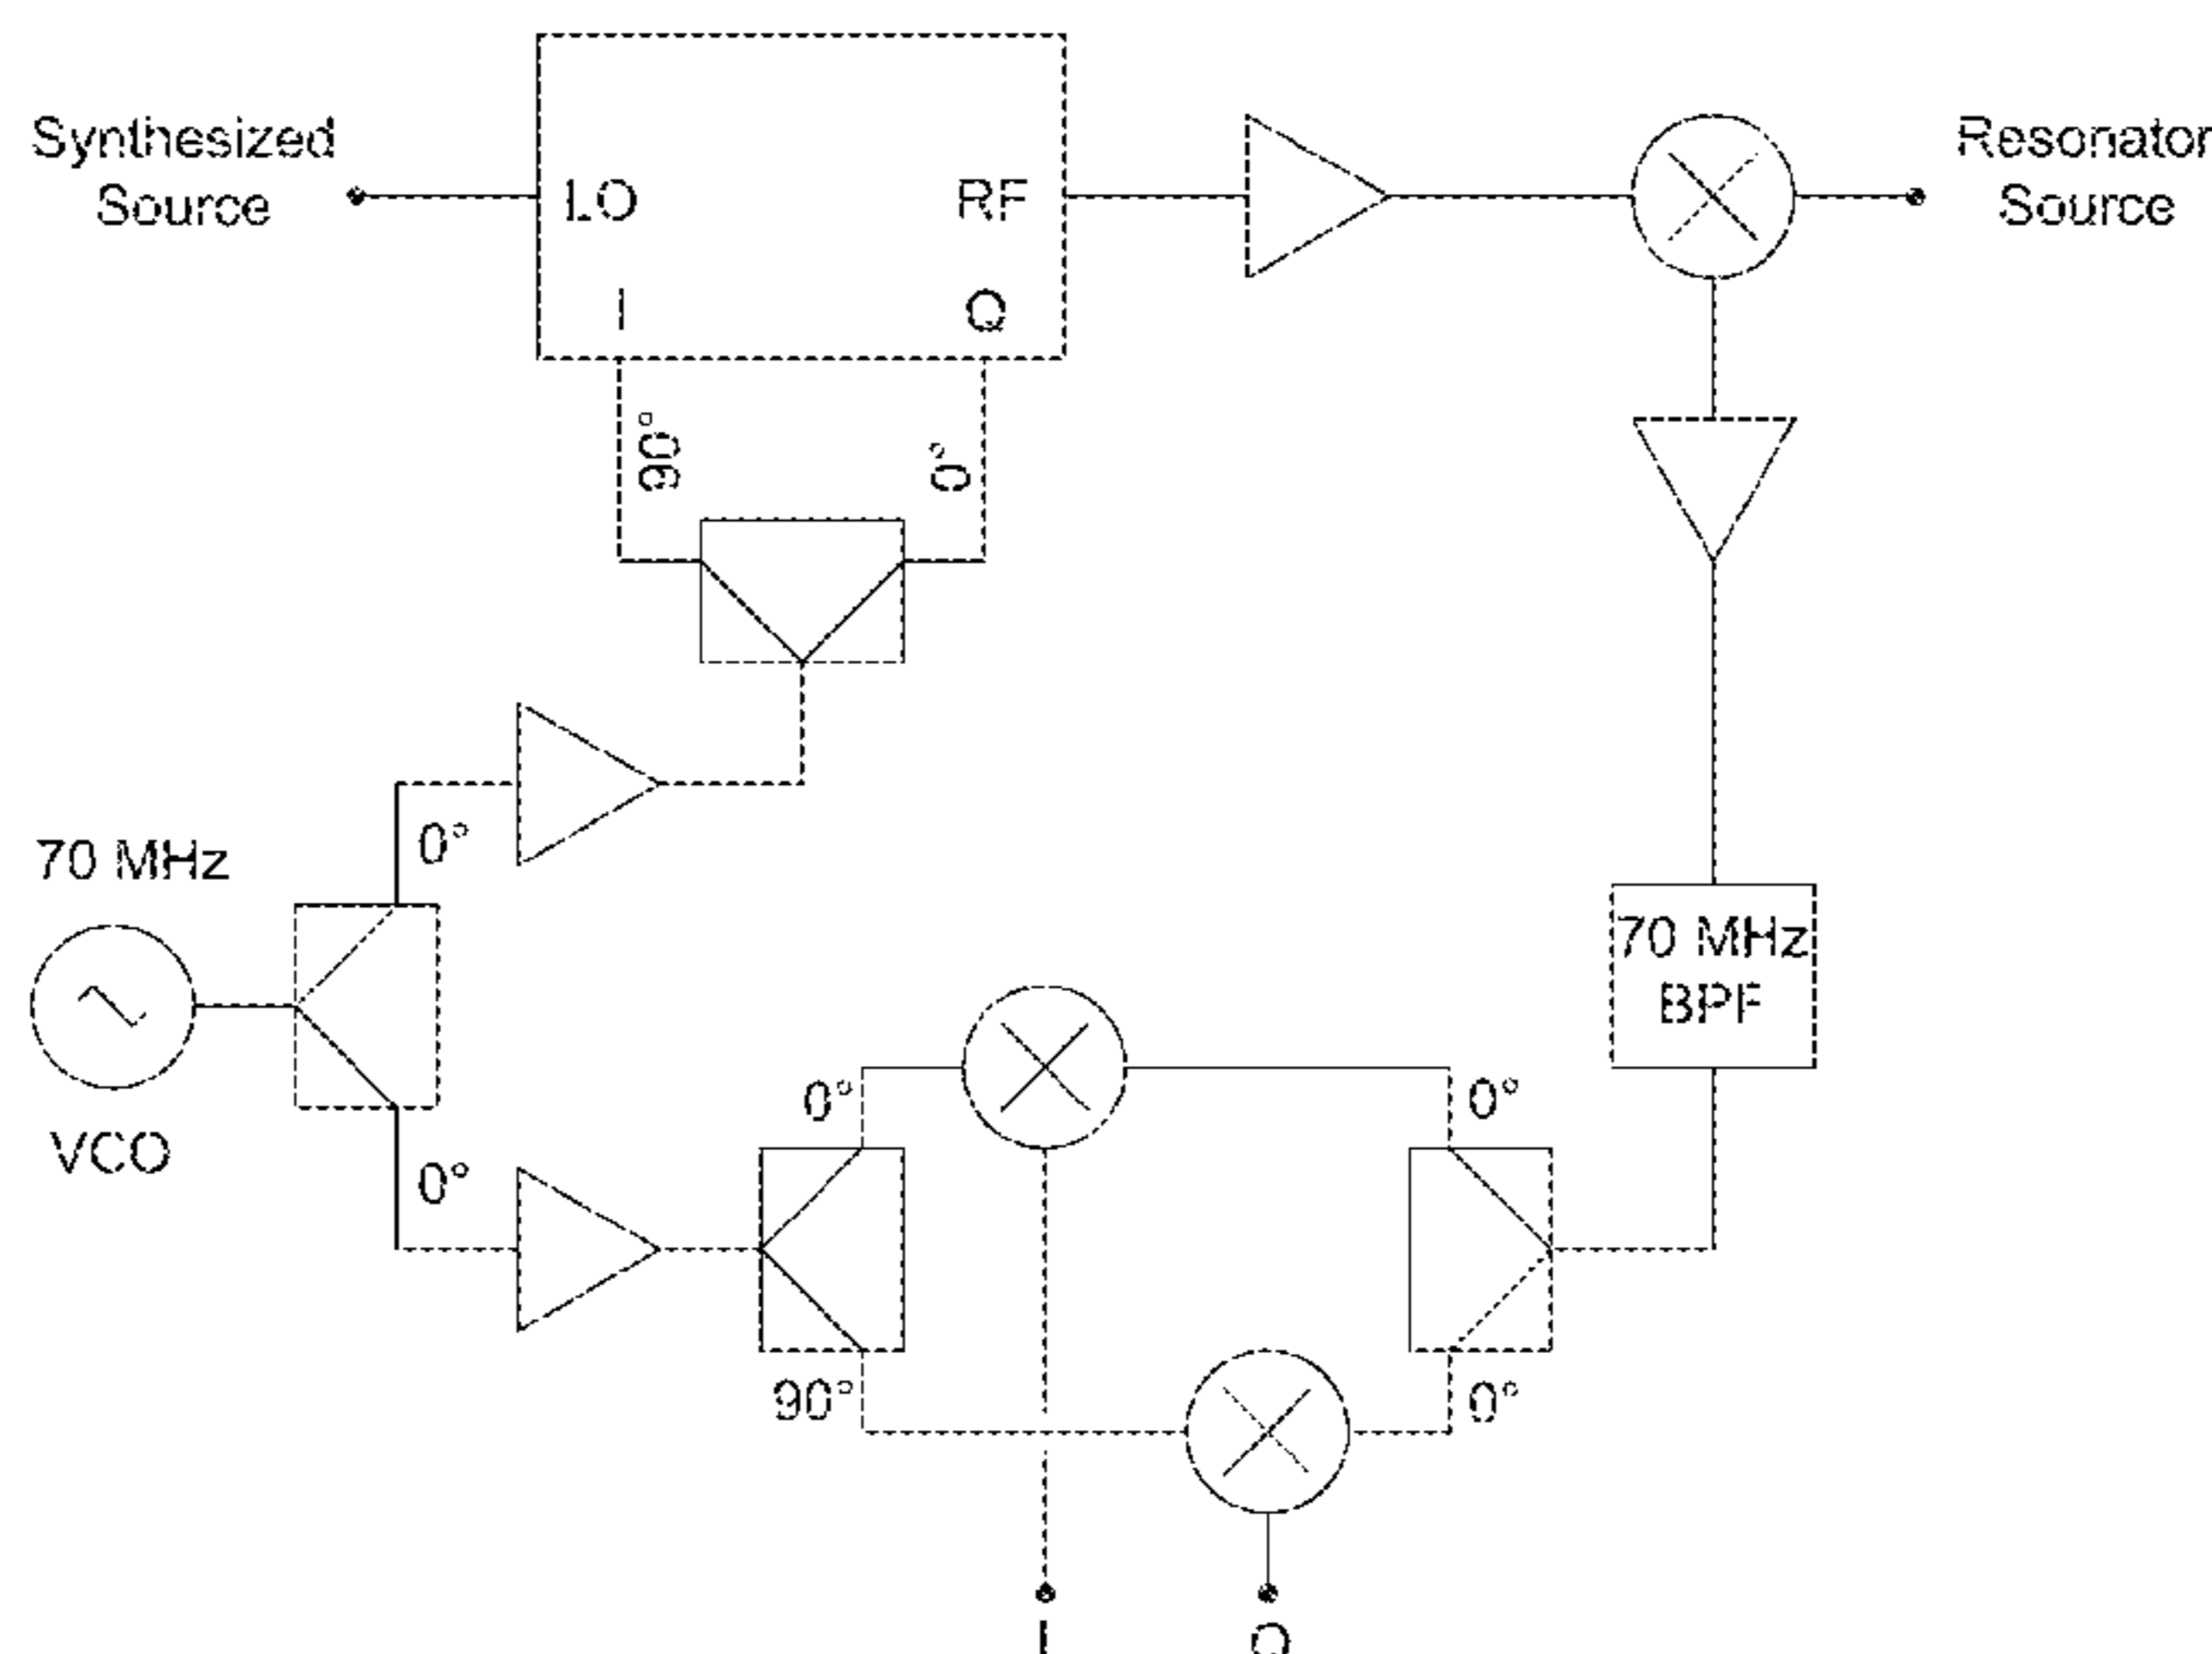 Synthesized
Source
LO
RF
Resonator
Source
I
Q
90°
0°
0°
70 MHz
VCO
0°
70 MHz
BPF
0°
0°
90°
0°
I
Q